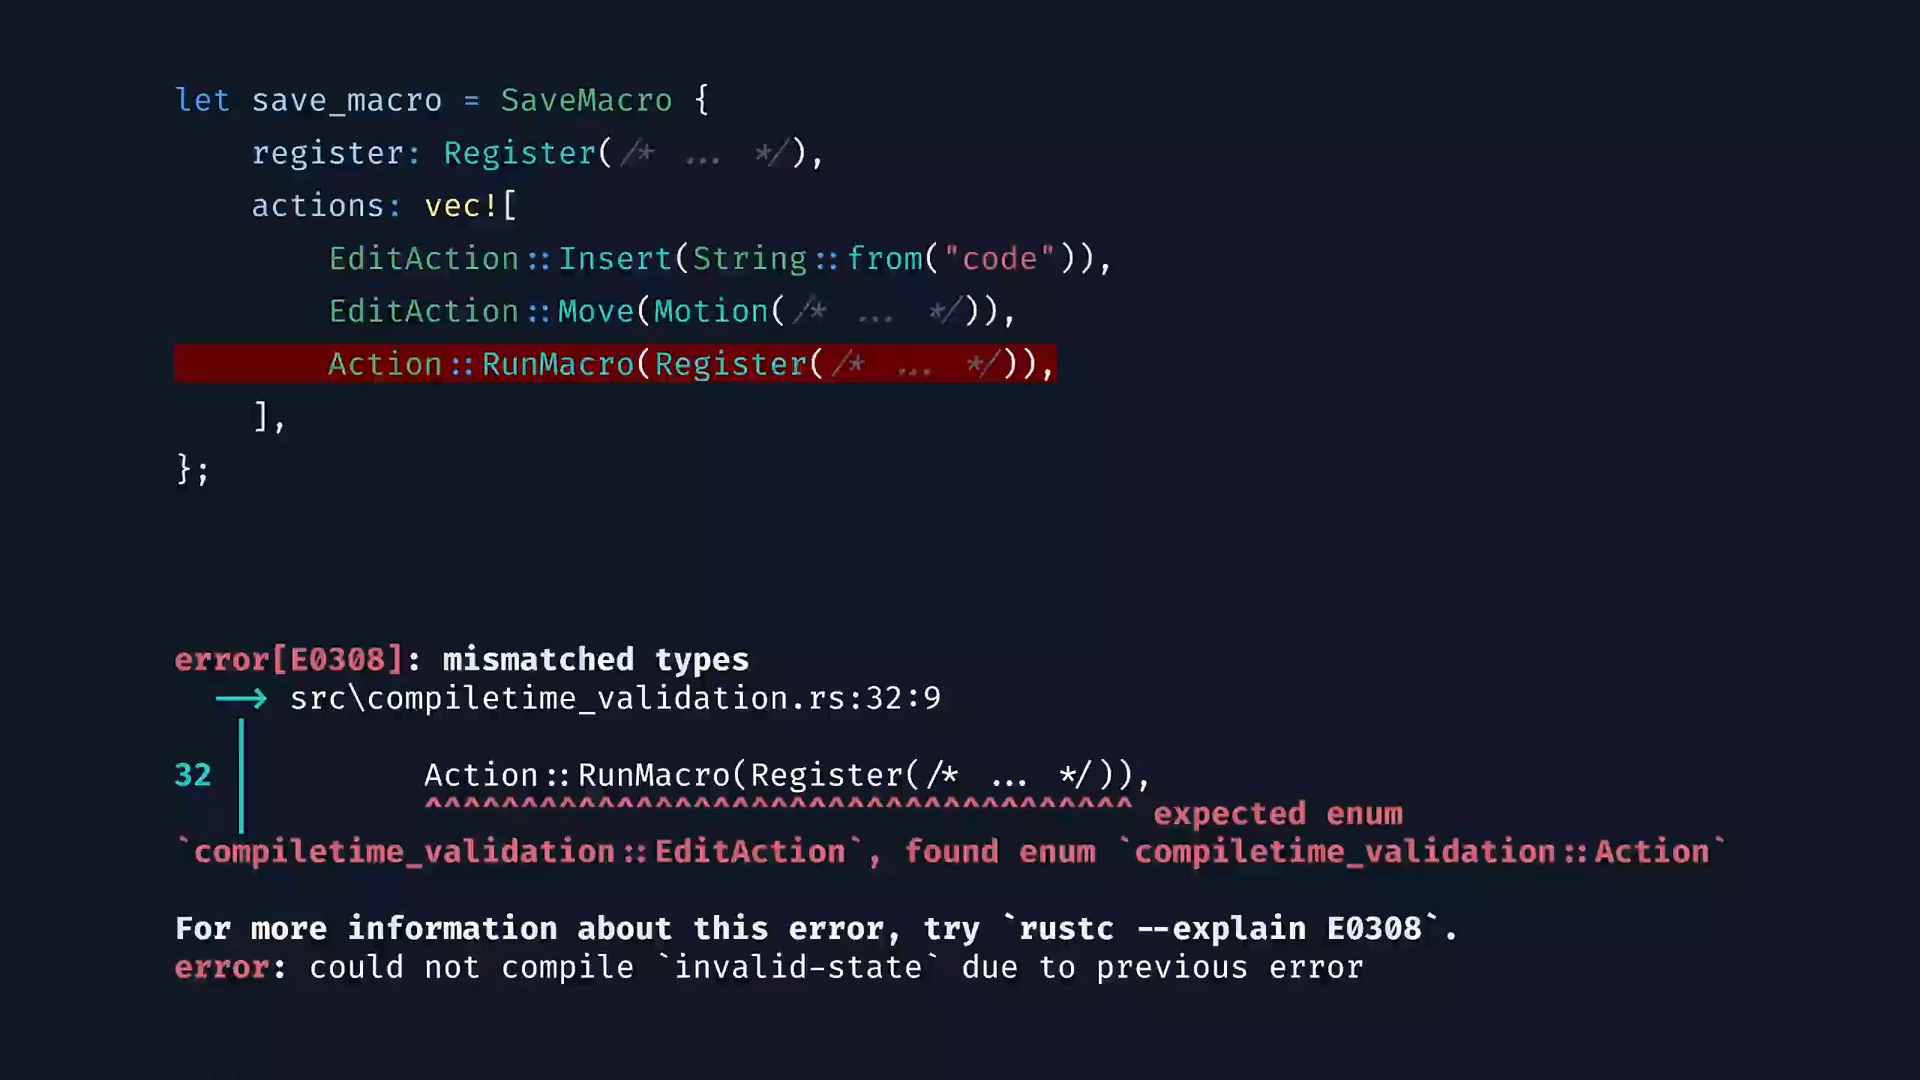 let save_macro = SaveMacro {
    register: Register(/* ... */),
    actions: vec![
        EditAction::Insert(String::from("code")),
        EditAction::Move(Motion(/* ... */)),
        Action::RunMacro(Register(/* ... */)),
    ],
};
error[E0308]: mismatched types
--> src\compiletime_validation.rs:32:9
|
32 |         Action::RunMacro(Register(/* ... */)),
|         ^^^^^^^^^^^^^^^^^^^^^^^^^^^^^^^^^^^^^ expected enum
`compiletime_validation::EditAction`, found enum `compiletime_validation::Action`
For more information about this error, try `rustc --explain E0308`.
error: could not compile `invalid-state` due to previous error